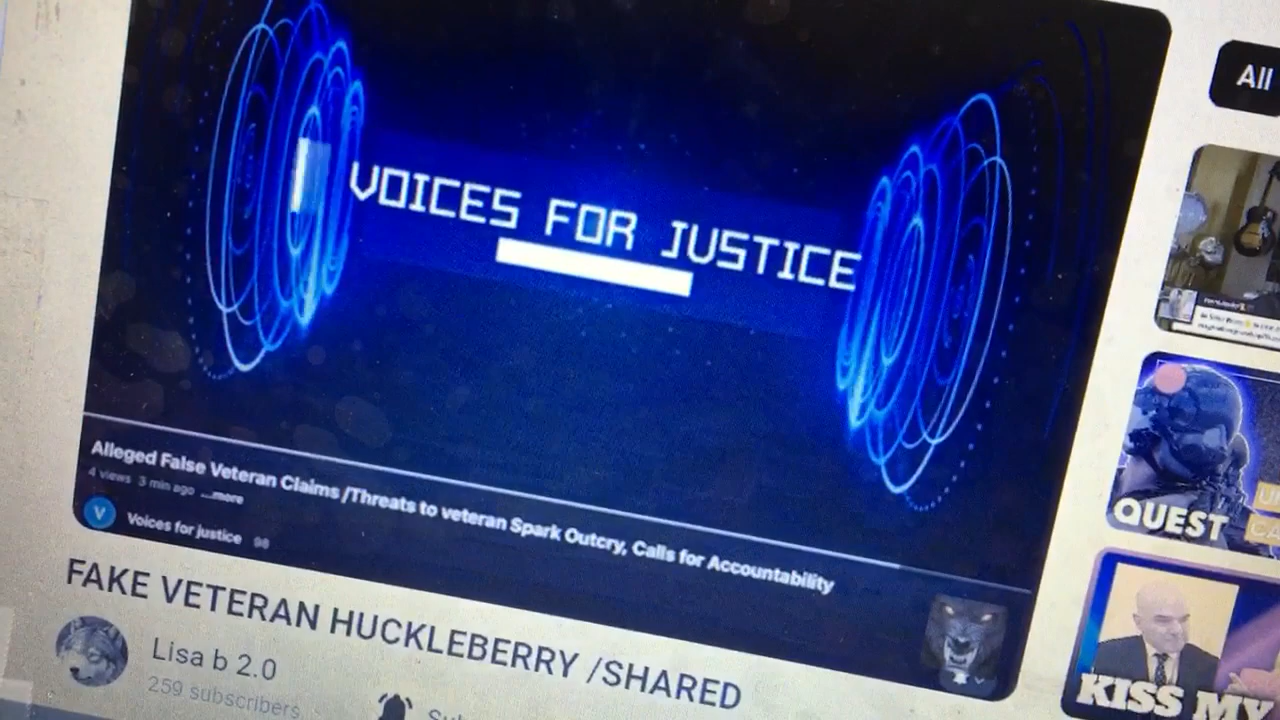 VOICES FOR JUSTICE
Alleged False Veteran Claims /Threats to veteran Spark Outcry, Calls for Accountability
4 views 3 min ago ...more
V
Voices for justice 98
FAKE VETERAN HUCKLEBERRY /SHARED
Lisa b 2.0
259 subscribers
All
QUEST
KISS MY